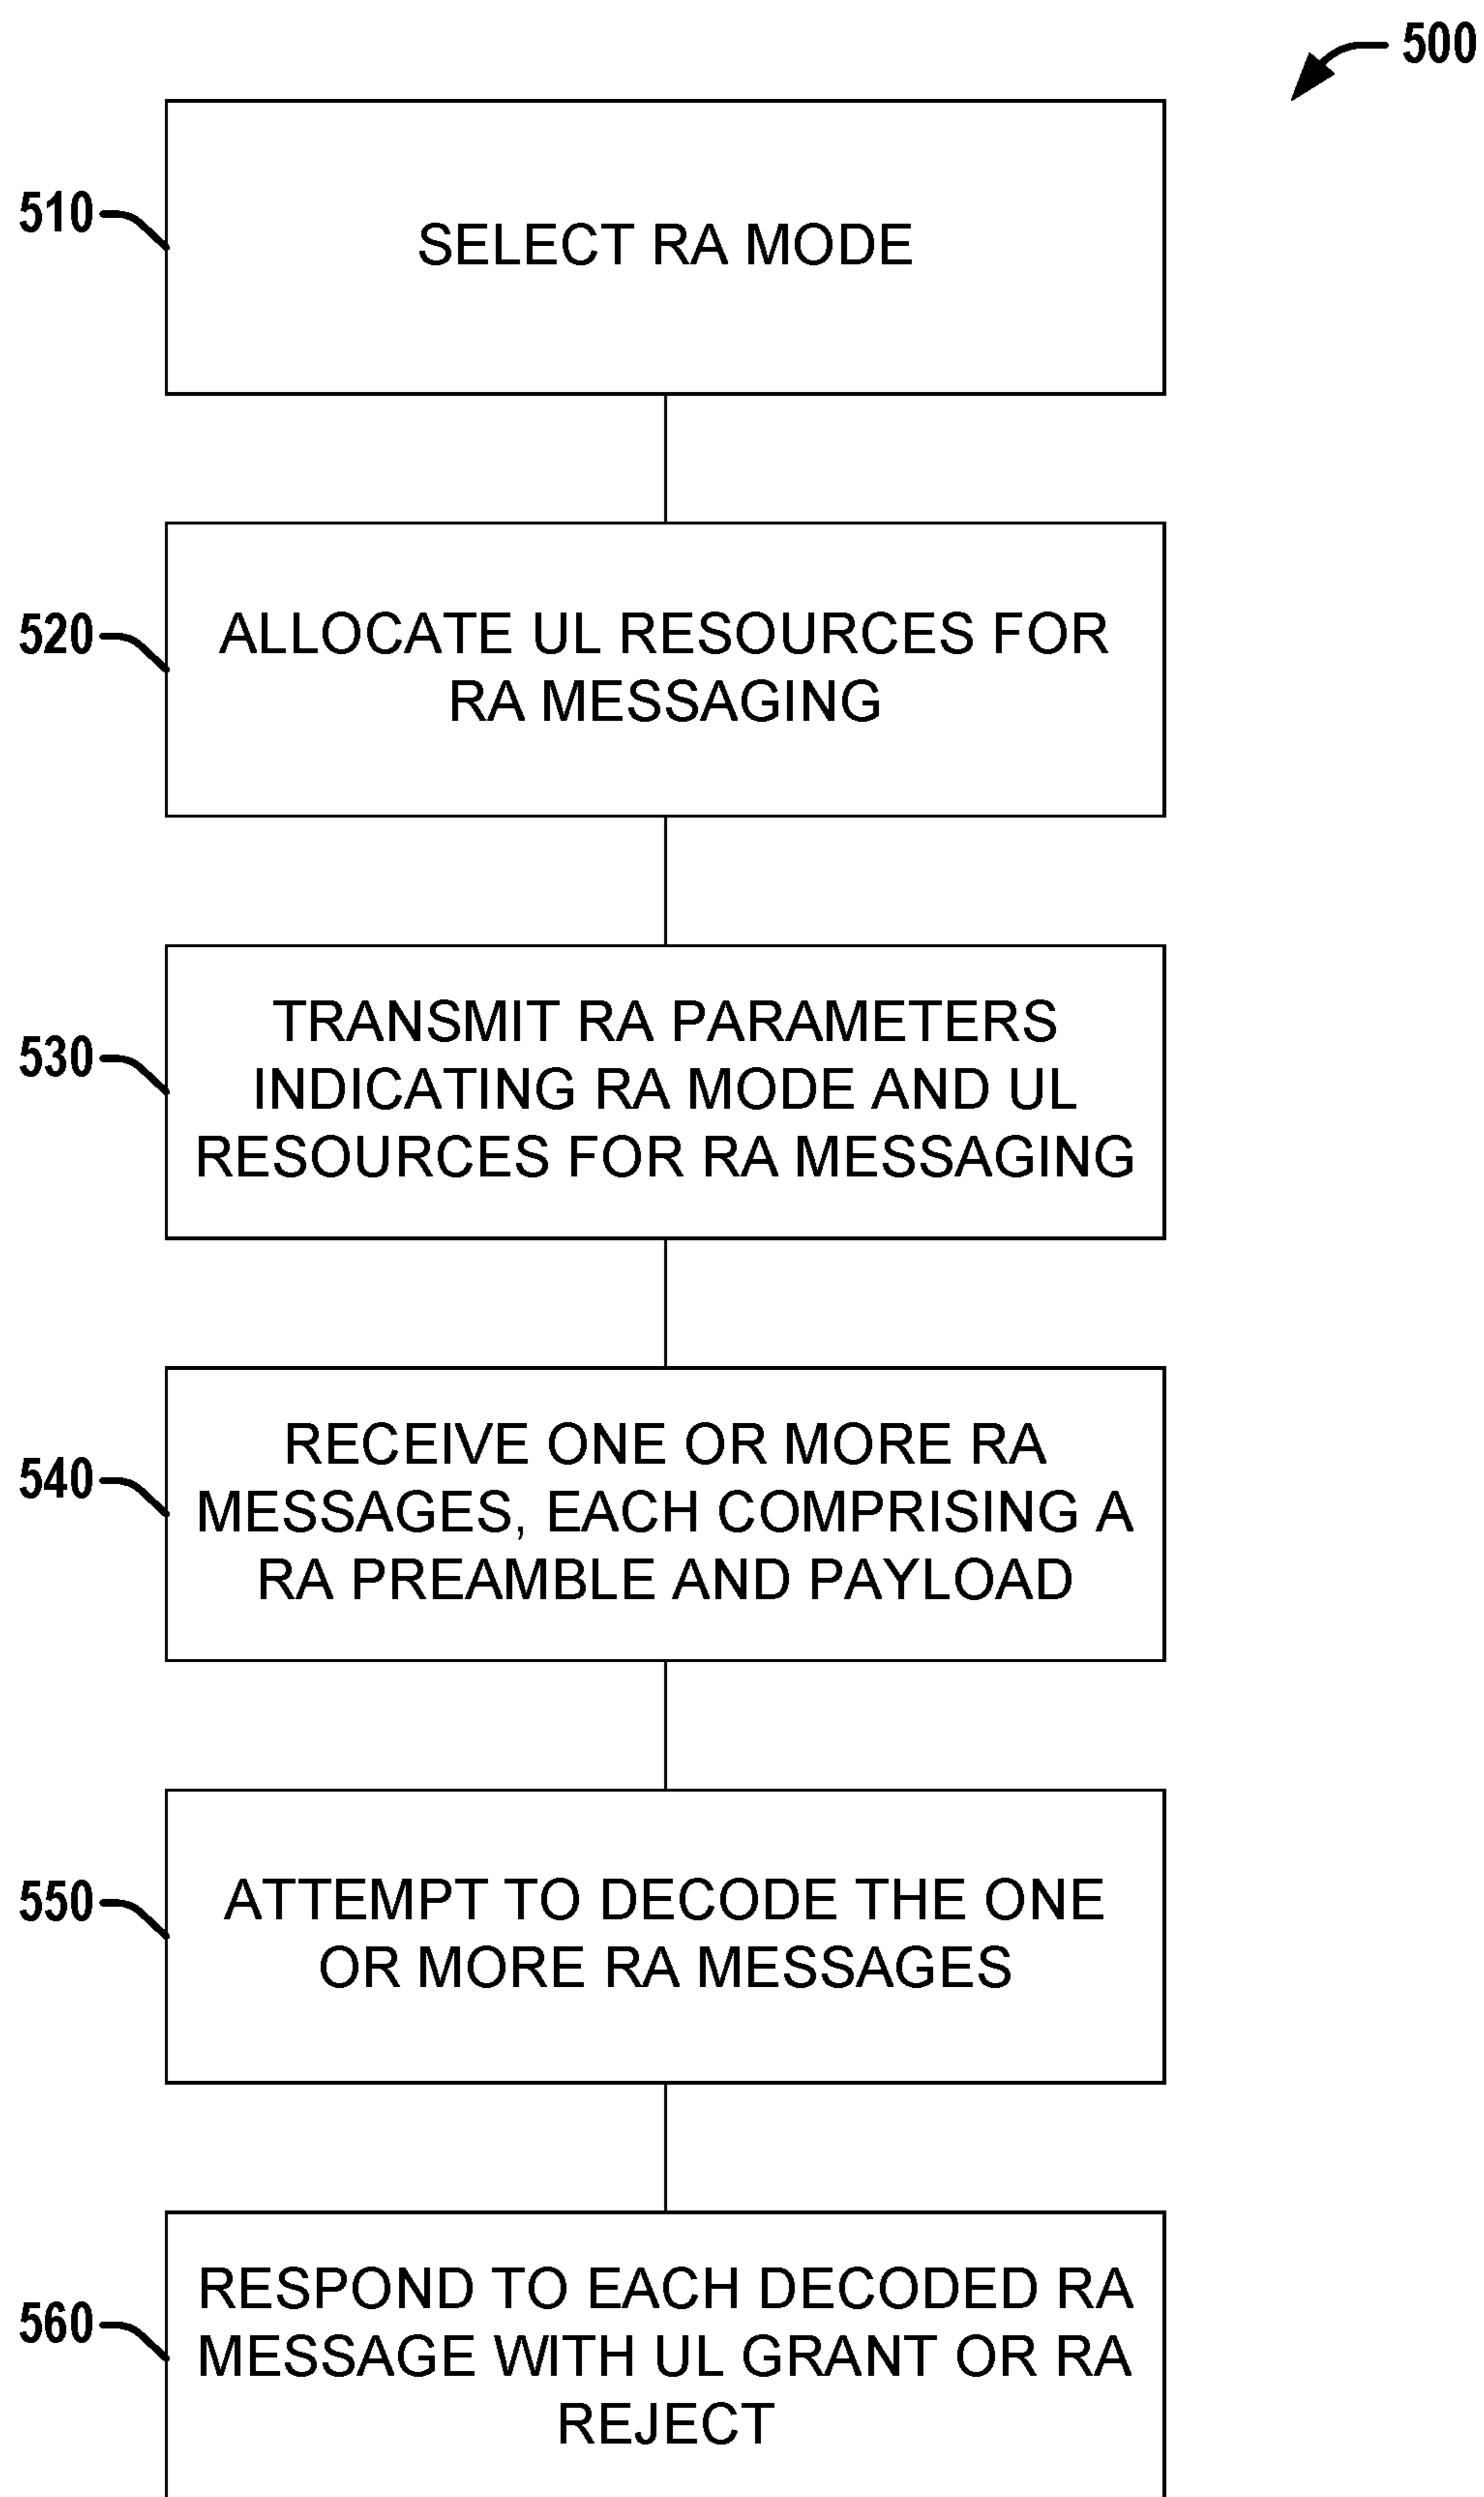 500
510
SELECT RA MODE
520
ALLOCATE UL RESOURCES FOR
RA MESSAGING
530
TRANSMIT RA PARAMETERS
INDICATING RA MODE AND UL
RESOURCES FOR RA MESSAGING
540
RECEIVE ONE OR MORE RA
MESSAGES, EACH COMPRISING A
RA PREAMBLE AND PAYLOAD
550
ATTEMPT TO DECODE THE ONE
OR MORE RA MESSAGES
560
RESPOND TO EACH DECODED RA
MESSAGE WITH UL GRANT OR RA
REJECT